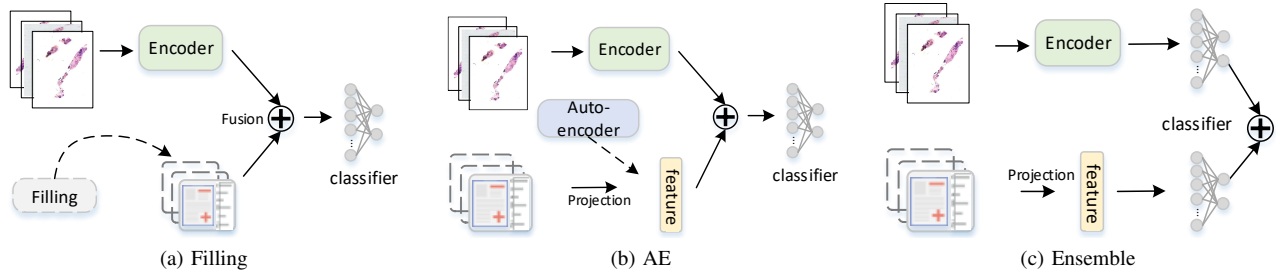 Encoder
Fusion
Filling
classifier
(a) Filling
Encoder
Auto-
encoder
Projection
feature
classifier
(b) AE
Encoder
classifier
Projection
feature
(c) Ensemble